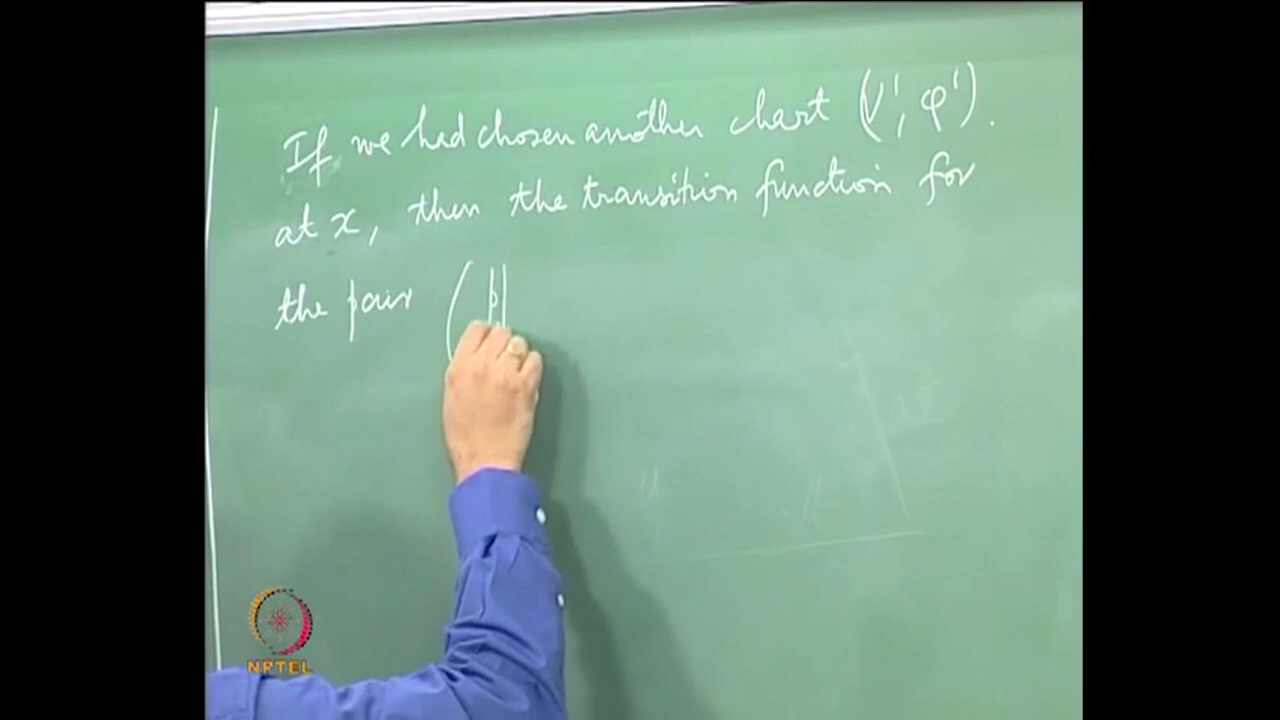 If we had chosen another chart (V', φ').
at x, then the transition function for
the pair ( p|
NPTEL